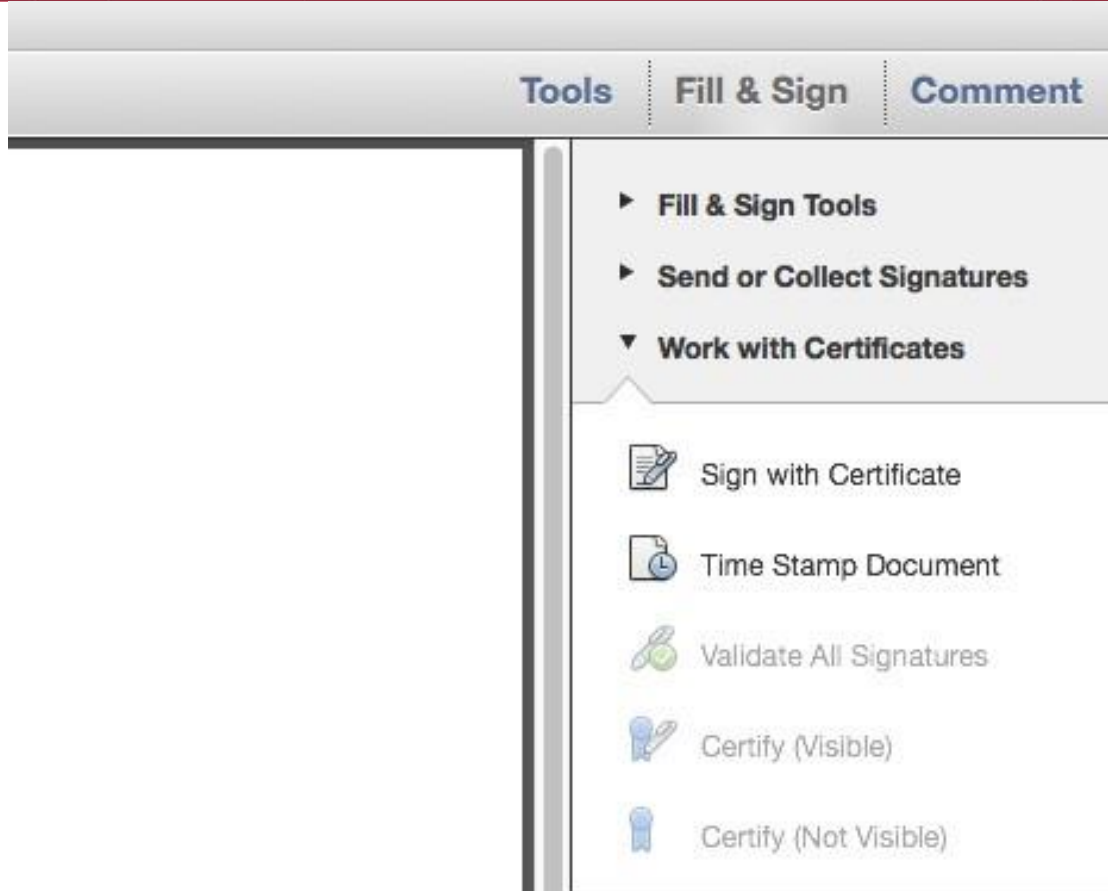 Tools Fill & Sign Comment
Fill & Sign Tools
Send or Collect Signatures
Work with Certificates
Sign with Certificate
Time Stamp Document
Validate All Signatures
Certify (Visible)
Certify (Not Visible)